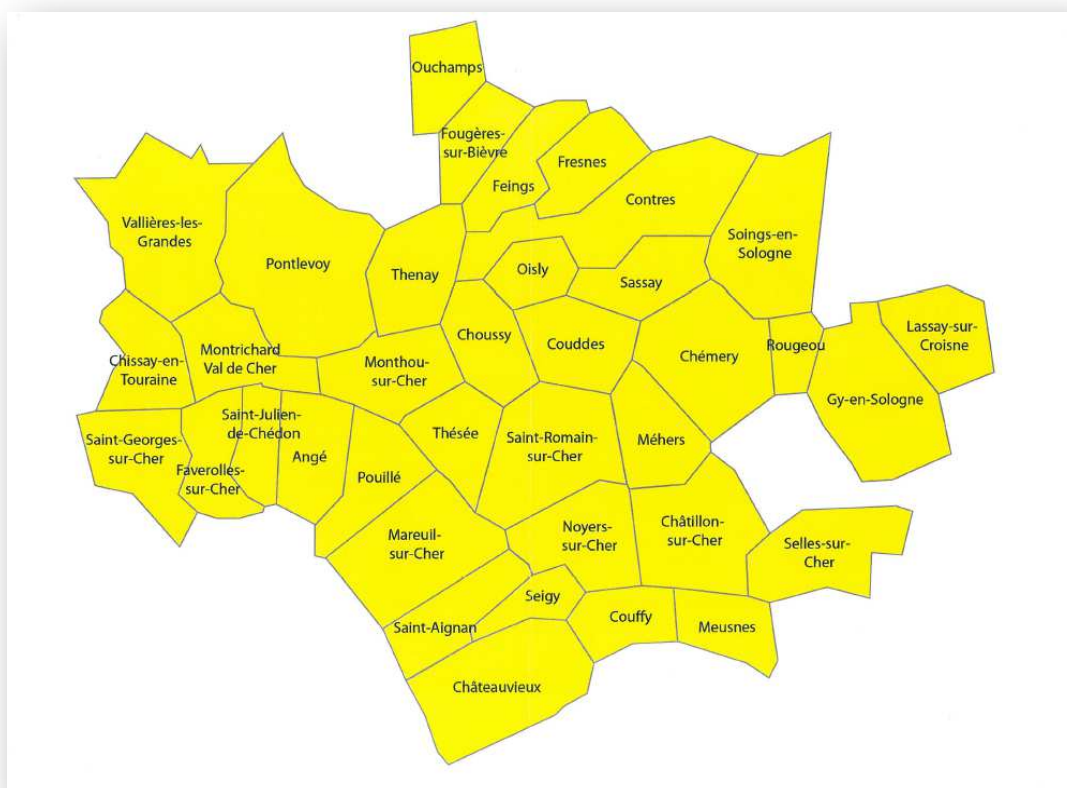 Ouchamps
Fougères-
sur-Bièvre
Feings
Fresnes
Contres
Vallières-les-
Grandes
Pontlevoy
Thenay
Oisly
Sassay
Soings-en-
Sologne
Choussy
Couddes
Chémery
Rougeou
Lassay-sur-
Croisne
Gy-en-Sologne
Chissay-en-
Touraine
Montrichard
Val de Cher
Monthou-
sur-Cher
Saint-Georges-
sur-Cher
Faverolles-
sur-Cher
Saint-Julien-
de-Chédon
Angé
Pouillé
Thésée
Saint-Romain-
sur-Cher
Méhers
Mareuil-
sur-Cher
Noyers-
sur-Cher
Châtillon-
sur-Cher
Selles-sur-
Cher
Saint-Aignan
Seigy
Couffy
Meusnes
Châteauvieux